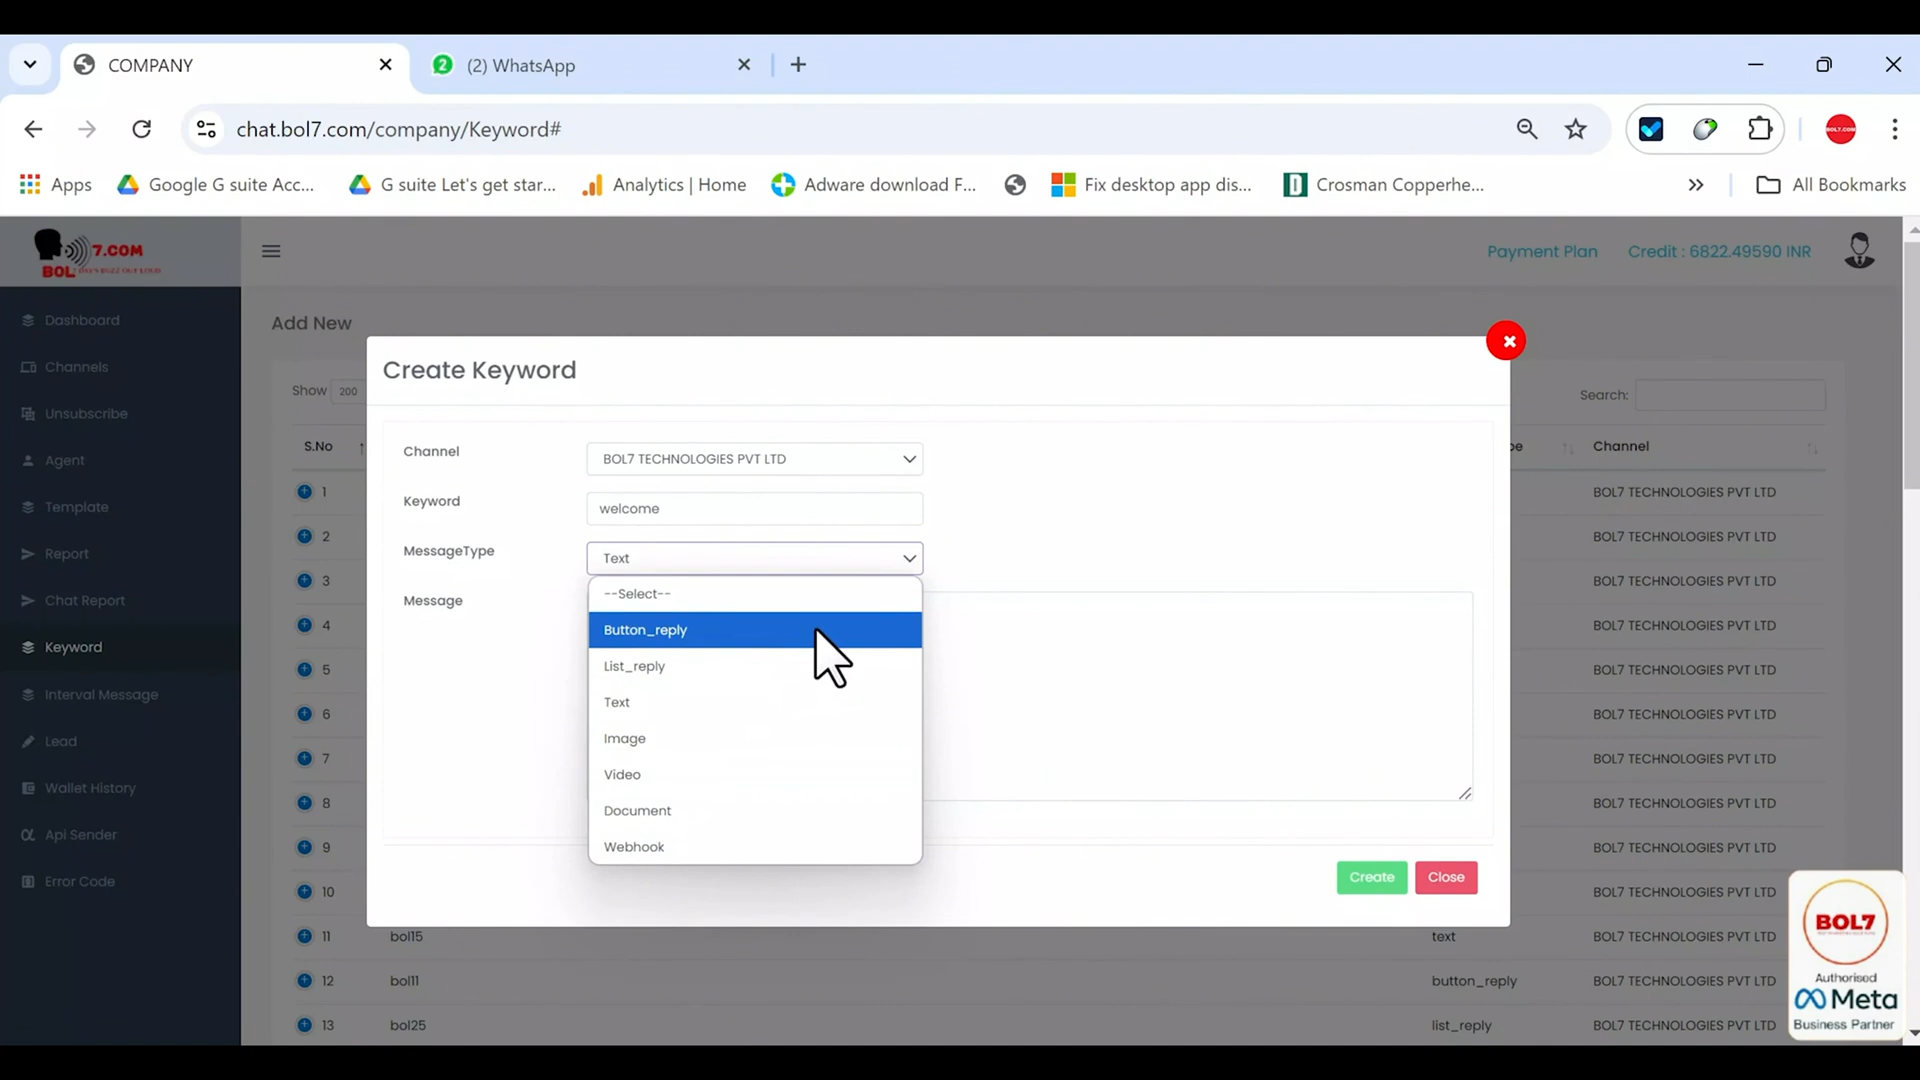 COMPANY
2
(2) WhatsApp
chat.bol7.com/company/Keyword#
BOL7.COM
Apps
Google G suite Acc...
G suite Let's get star...
Analytics | Home
Adware download F...
Fix desktop app dis...
Crosman Copperhe...
All Bookmarks
7.COM
BOL
Payment Plan
Credit : 6822.49590 INR
Dashboard
Channels
Unsubscribe
Agent
Template
Report
Chat Report
Keyword
Interval Message
Lead
Wallet History
Api Sender
Error Code
Add New
Show 200
Search:
S.No
pe
Channel
Create Keyword
Channel
BOL7 TECHNOLOGIES PVT LTD
Keyword
welcome
MessageType
Text
Message
--Select--
Button_reply
List_reply
Text
Image
Video
Document
Webhook
Create
Close
1 BOL7 TECHNOLOGIES PVT LTD
2 BOL7 TECHNOLOGIES PVT LTD
3 BOL7 TECHNOLOGIES PVT LTD
4 BOL7 TECHNOLOGIES PVT LTD
5 BOL7 TECHNOLOGIES PVT LTD
6 BOL7 TECHNOLOGIES PVT LTD
7 BOL7 TECHNOLOGIES PVT LTD
8 BOL7 TECHNOLOGIES PVT LTD
9 BOL7 TECHNOLOGIES PVT LTD
10 BOL7 TECHNOLOGIES PVT LTD
11 bol15 text BOL7 TECHNOLOGIES PVT LTD
12 bol11 button_reply BOL7 TECHNOLOGIES PVT LTD
13 bol25 list_reply BOL7 TECHNOLOGIES PVT LTD
BOL7
Authorised
Meta
Business Partner